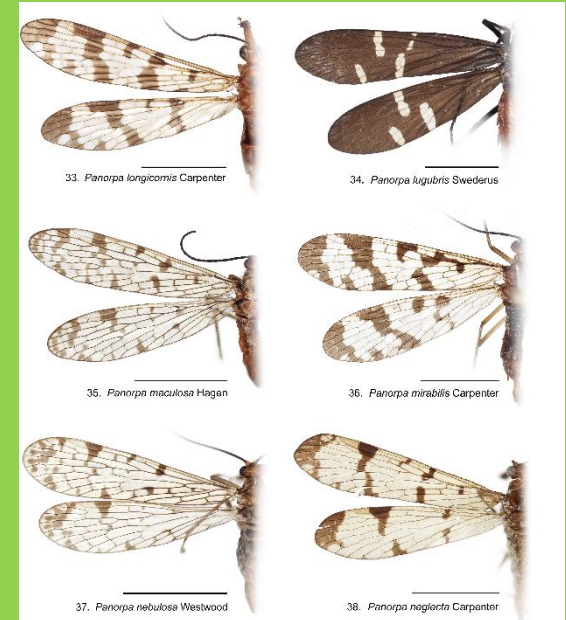 33. Panorpa longicornis Carpenter
34. Panorpa lugubris Swederus
35. Panorpa maculosa Hagen
36. Panorpa mirabilis Carpenter
37. Panorpa nebulosa Westwood
38. Panorpa neglecta Carpenter